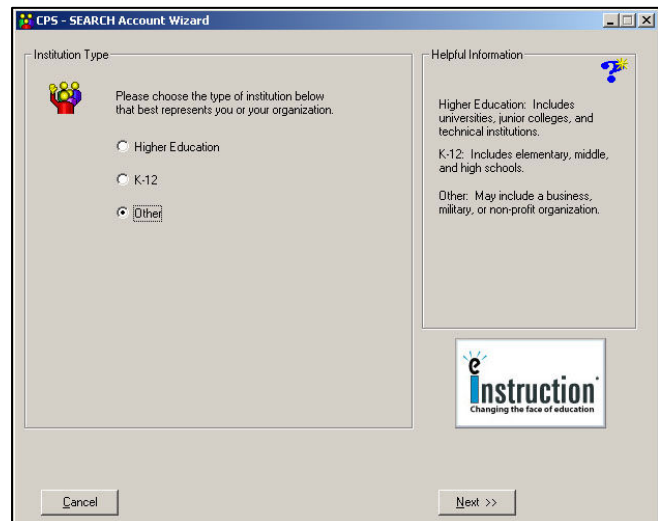 CPS - SEARCH Account Wizard
Institution Type
Please choose the type of institution below
that best represents you or your organization.
Higher Education
K-12
Other
Helpful Information
Higher Education: Includes
universities, junior colleges, and
technical institutions.
K-12: Includes elementary, middle,
and high schools.
Other: May include a business,
military, or non-profit organization.
eInstruction
Changing the face of education
Cancel
Next >>